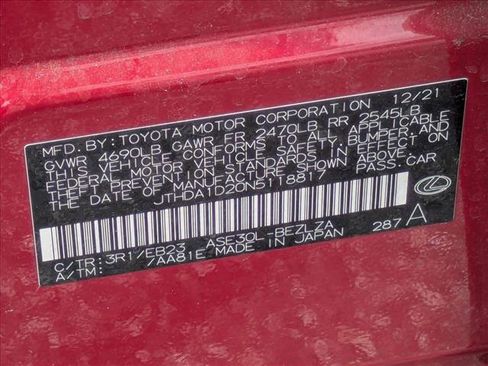 MFD. BY: TOYOTA MOTOR CORPORATION 12/21
GVWR 4690LB GAWR FR 2470LB RR 2545LB
THIS VEHICLE CONFORMS TO ALL APPLICABLE
FEDERAL MOTOR VEHICLE SAFETY, BUMPER, AND
THEFT PREVENTION STANDARDS IN EFFECT ON
THE DATE OF MANUFACTURE SHOWN ABOVE.
JTHDA1D20N5118817 PASS.CAR
C/TR: 3R17/EB23 ASE30L-BEZLZA
A/TM: 7AA81E MADE IN JAPAN 287 A